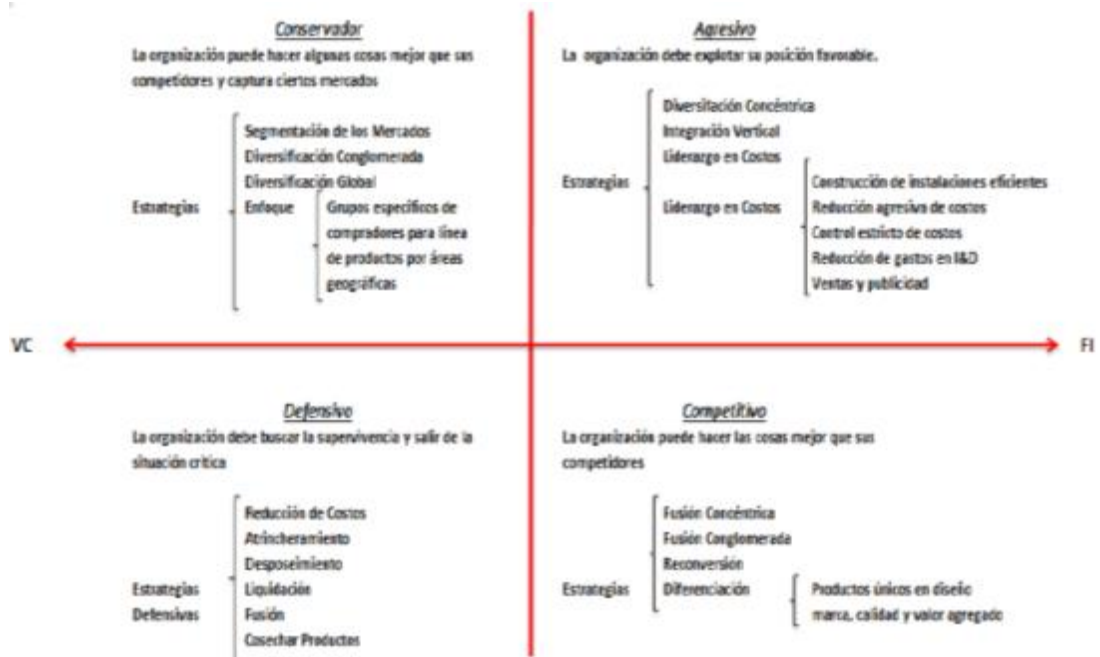 Conservador
La organización puede hacer algunas cosas mejor que sus
competidores y captura ciertos mercados
Segmentación de los Mercados
Diversificación Conglomerada
Diversificación Global
Estrategias
Enfoque
Grupos específicos de
compradores para línea
de productos por áreas
geográficas
Agresivo
La organización debe explotar su posición favorable.
Diversifación Concéntrica
Integración Vertical
Liderazgo en Costos
Estrategias
Liderazgo en Costos
Construcción de instalaciones eficientes
Reducción agresiva de costos
Control estricto de costos
Reducción de gastos en I&D
Ventas y publicidad
VC
FI
Defensivo
La organización debe buscar la supervivencia y salir de la
situación crítica
Reducción de Costos
Atrincheramiento
Desposeimiento
Estrategias
Defensivas
Liquidación
Fusión
Cosechar Productos
Competitivo
La organización puede hacer las cosas mejor que sus
competidores
Fusión Concéntrica
Fusión Conglomerada
Reconversión
Estrategias
Diferenciación
Productos únicos en diseño
marca, calidad y valor agregado